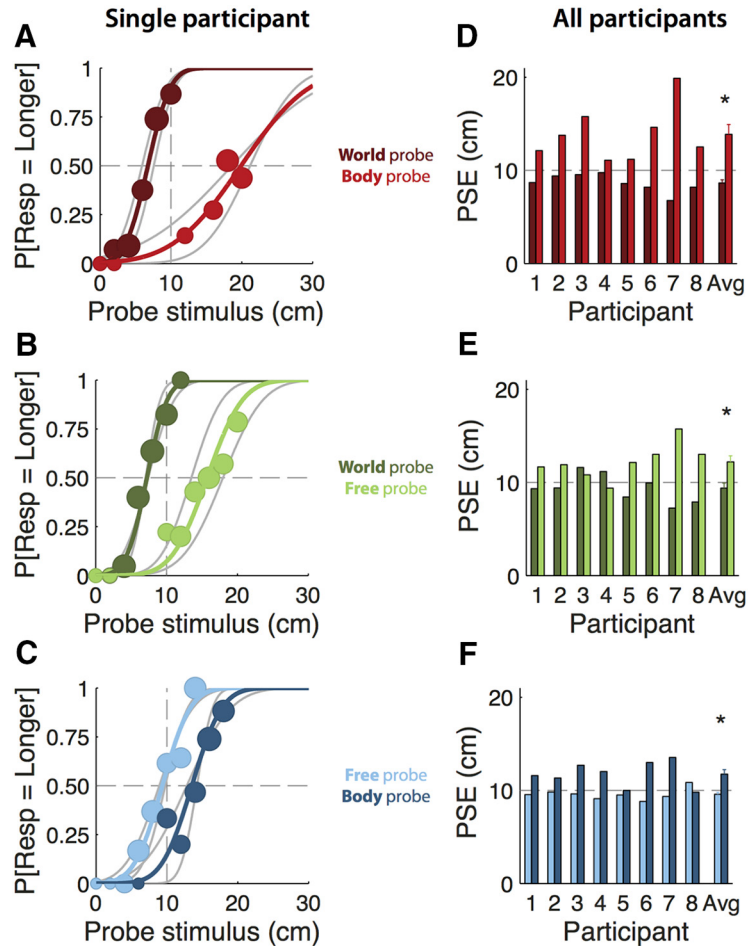 Single participant
All participants
A
1
0.75
0.50
0.25
0
P[Resp = Longer]
0 10 20 30
Probe stimulus (cm)
World probe
Body probe
D
20
10
0
PSE (cm)
*
1 2 3 4 5 6 7 8 Avg
Participant
B
1
0.75
0.50
0.25
0
P[Resp = Longer]
0 10 20 30
Probe stimulus (cm)
World probe
Free probe
E
20
10
0
PSE (cm)
*
1 2 3 4 5 6 7 8 Avg
Participant
C
1
0.75
0.50
0.25
0
P[Resp = Longer]
0 10 20 30
Probe stimulus (cm)
Free probe
Body probe
F
20
10
0
PSE (cm)
*
1 2 3 4 5 6 7 8 Avg
Participant